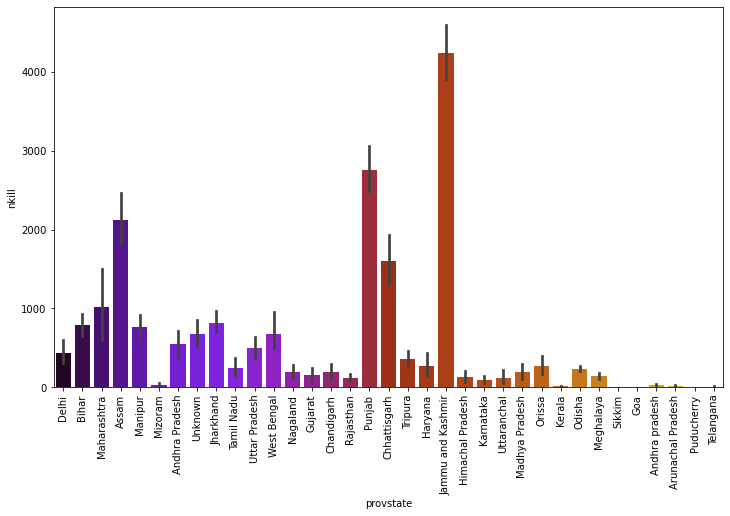 nkill
4000
3000
2000
1000
0
Delhi
Bihar
Maharashtra
Assam
Manipur
Mizoram
Andhra Pradesh
Unknown
Jharkhand
Tamil Nadu
Uttar Pradesh
West Bengal
Nagaland
Gujarat
Chandigarh
Rajasthan
Punjab
Chhattisgarh
Tripura
Haryana
Jammu and Kashmir
Himachal Pradesh
Karnataka
Uttaranchal
Madhya Pradesh
Orissa
Kerala
Odisha
Meghalaya
Sikkim
Goa
Andhra pradesh
Arunachal Pradesh
Puducherry
Telangana
provstate